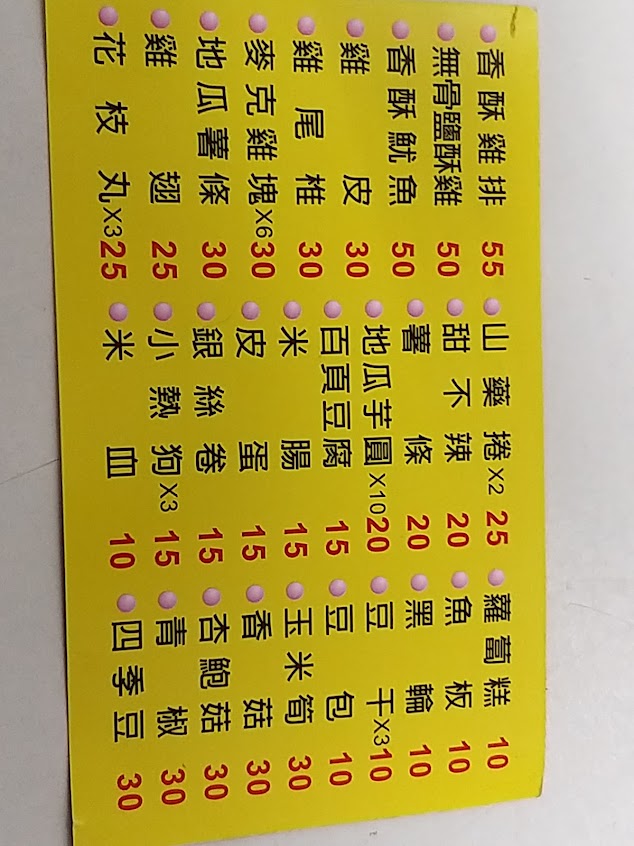 香酥雞排 55
無骨鹽酥雞 50
香酥魷魚 50
雞皮 30
雞尾椎 30
麥克雞塊X6 30
地瓜薯條 30
雞翅 25
花枝丸X3 25
山藥捲X2 25
甜不辣 20
薯條 20
地瓜芋圓X10 20
百頁豆腐 15
米腸 15
皮蛋 15
銀絲卷 15
小熱狗X3 15
米血 10
蘿蔔糕 10
魚板 10
黑輪 10
豆干X3 10
豆包 10
玉米筍 30
香菇 30
杏鮑菇 30
青椒 30
四季豆 30